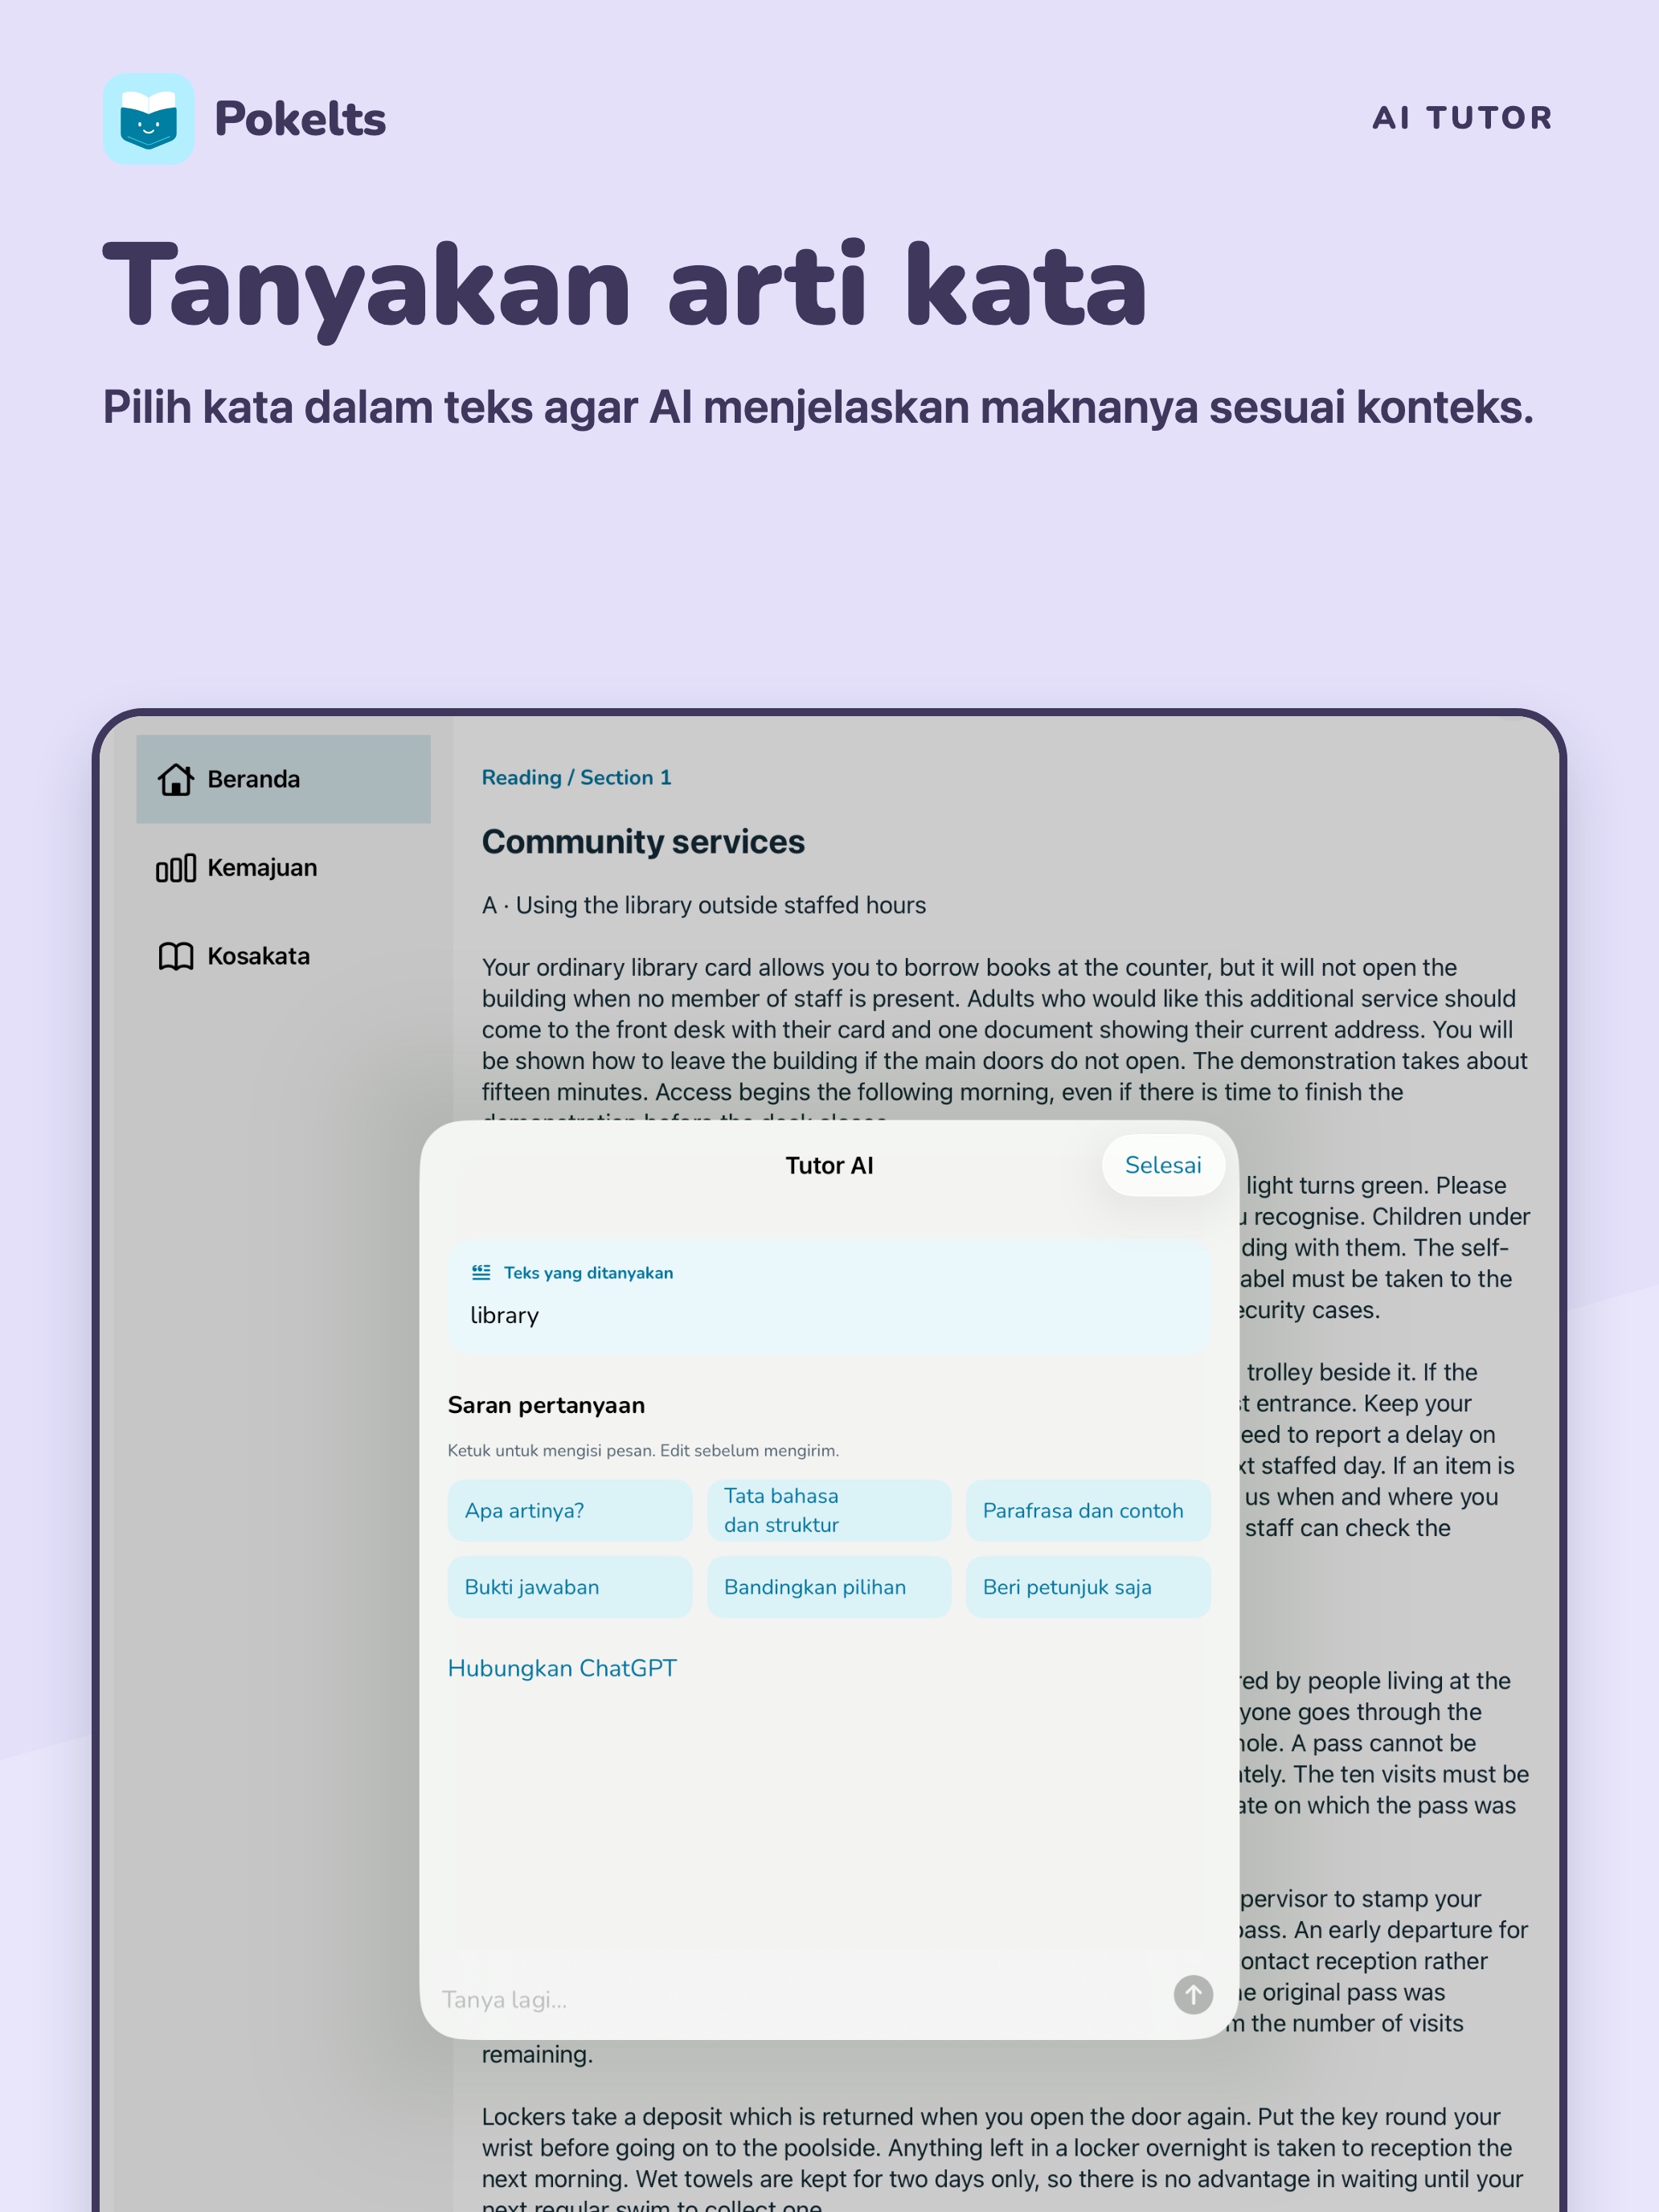 Pokelts
AI TUTOR
Tanyakan arti kata
Pilih kata dalam teks agar AI menjelaskan maknanya sesuai konteks.
Beranda
Kemajuan
Kosakata
Reading / Section 1
Community services
A · Using the library outside staffed hours
Your ordinary library card allows you to borrow books at the counter, but it will not open the
building when no member of staff is present. Adults who would like this additional service should
come to the front desk with their card and one document showing their current address. You will
be shown how to leave the building if the main doors do not open. The demonstration takes about
fifteen minutes. Access begins the following morning, even if there is time to finish the
Tutor AI
Selesai
Teks yang ditanyakan
library
Saran pertanyaan
Ketuk untuk mengisi pesan. Edit sebelum mengirim.
Apa artinya?
Tata bahasa
dan struktur
Parafrasa dan contoh
Bukti jawaban
Bandingkan pilihan
Beri petunjuk saja
Hubungkan ChatGPT
Tanya lagi...
light turns green. Please
recognise. Children under
with them. The self-
must be taken to the
cases.
trolley beside it. If the
entrance. Keep your
to report a delay on
staffed day. If an item is
us when and where you
staff can check the
by people living at the
goes through the
A pass cannot be
The ten visits must be
on which the pass was
to stamp your
An early departure for
reception rather
original pass was
the number of visits
remaining.
Lockers take a deposit which is returned when you open the door again. Put the key round your
wrist before going on to the poolside. Anything left in a locker overnight is taken to reception the
next morning. Wet towels are kept for two days only, so there is no advantage in waiting until your
next regular swim to collect one.